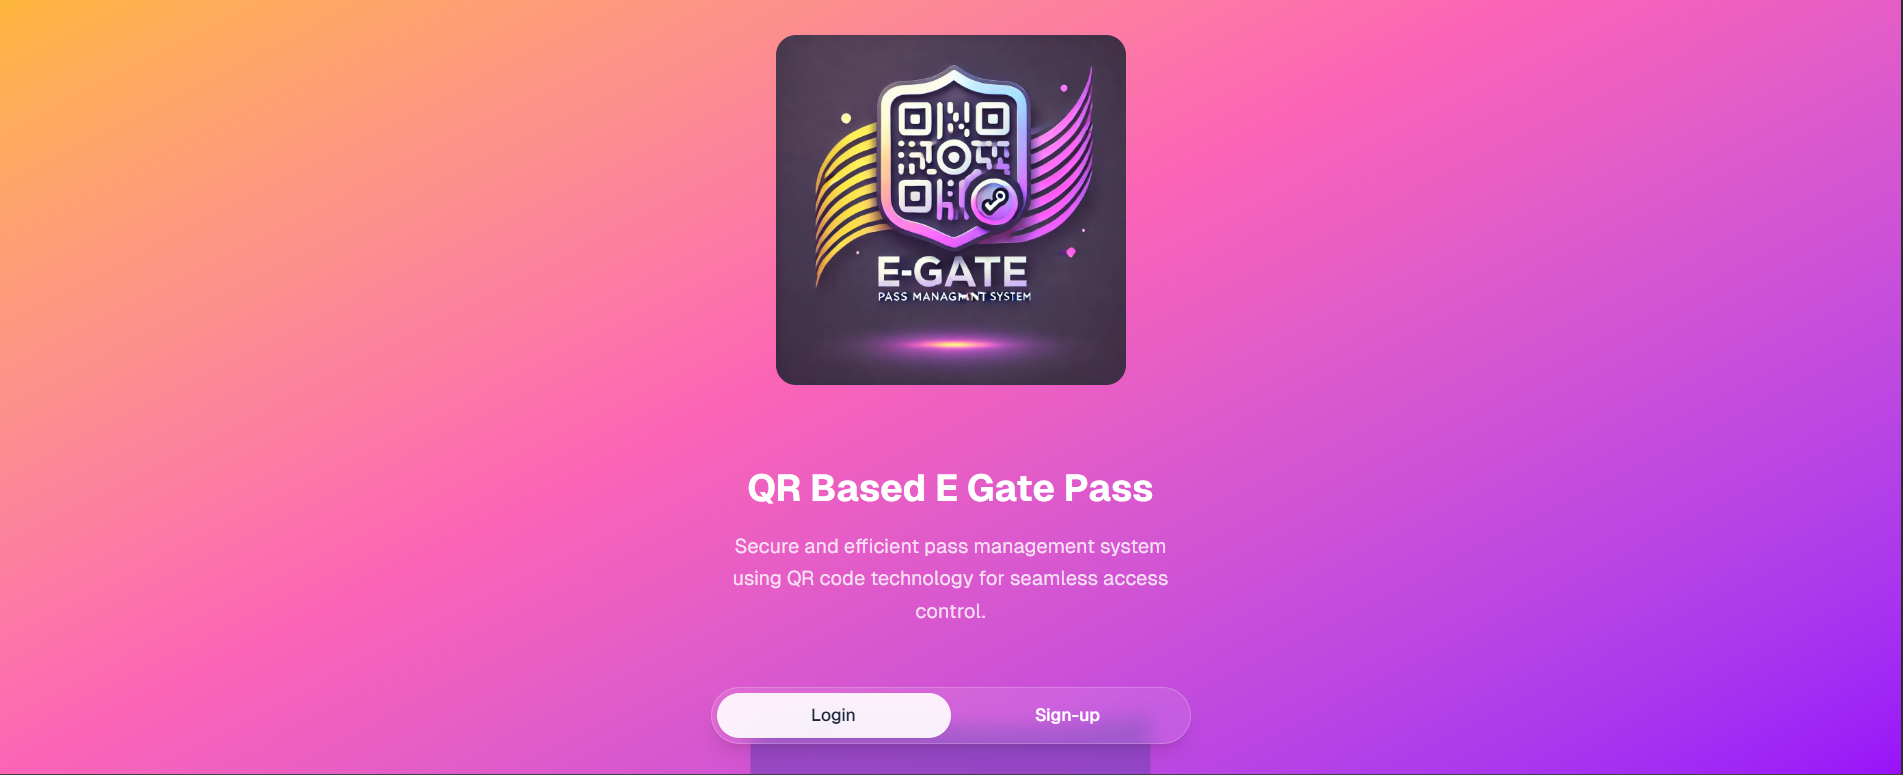 E-GATE
PASS MANAGMNT SYSTEM
QR Based E Gate Pass
Secure and efficient pass management system
using QR code technology for seamless access
control.
Login
Sign-up